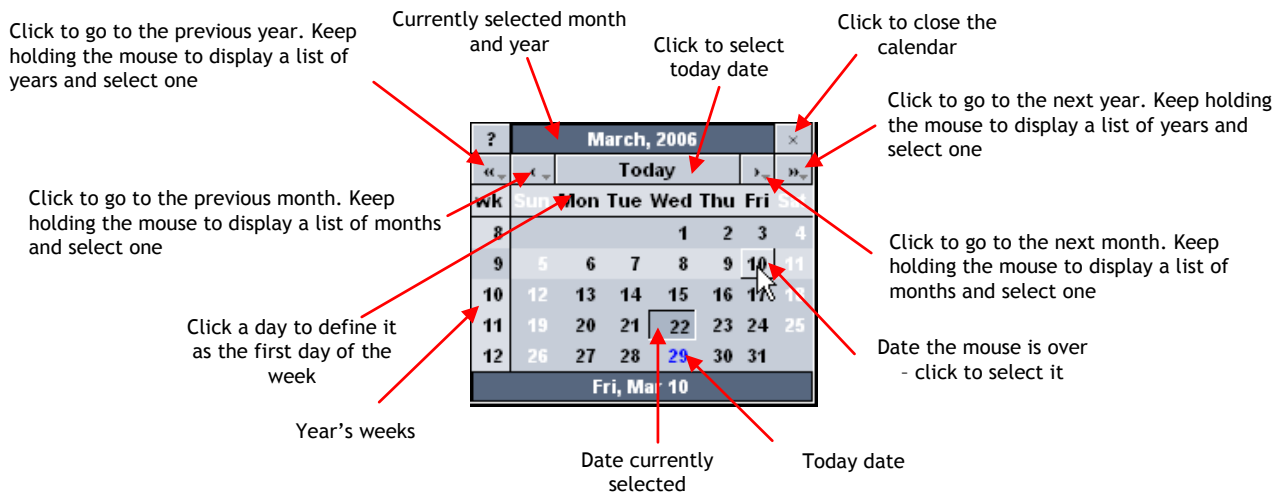 Click to go to the previous year. Keep
holding the mouse to display a list of
years and select one
Currently selected month
and year
Click to select
today date
Click to close the
calendar
Click to go to the next year. Keep holding
the mouse to display a list of years and
select one
Click to go to the previous month. Keep
holding the mouse to display a list of months
and select one
? March, 2006 ×
« ‹ Today › »
wk Sun Mon Tue Wed Thu Fri Sat
8 1 2 3 4
9 5 6 7 8 9 10 11
10 12 13 14 15 16 17 18
11 19 20 21 22 23 24 25
12 26 27 28 29 30 31
Fri, Mar 10
Click to go to the next month. Keep
holding the mouse to display a list of
months and select one
Click a day to define it
as the first day of the
week
Date the mouse is over
– click to select it
Year's weeks
Date currently
selected
Today date